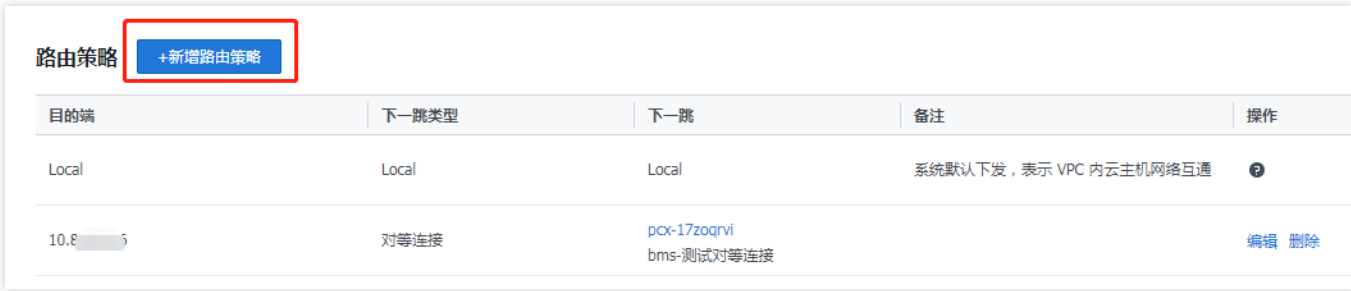 路由策略 +新增路由策略
目的端 下一跳类型 下一跳 备注 操作
Local Local Local 系统默认下发，表示 VPC 内云主机网络互通 ?
10.8 对等连接 pcx-17zoqrvi 编辑 删除
bms-测试对等连接